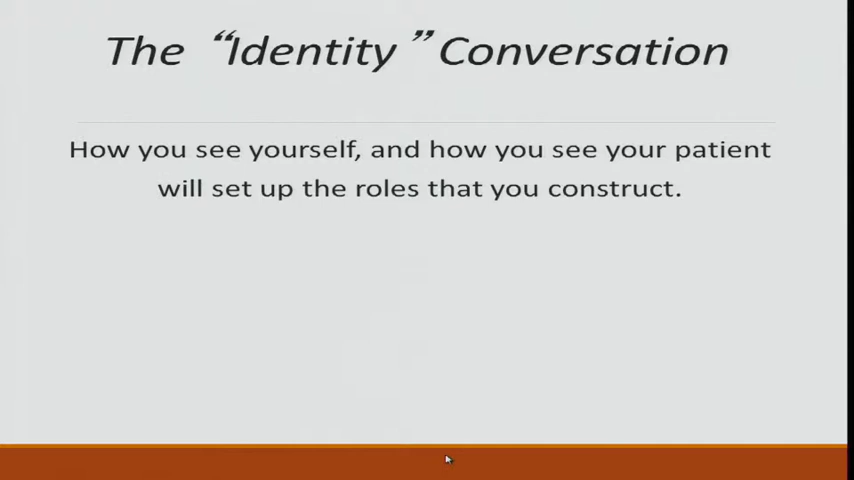 The “Identity” Conversation
How you see yourself, and how you see your patient
will set up the roles that you construct.